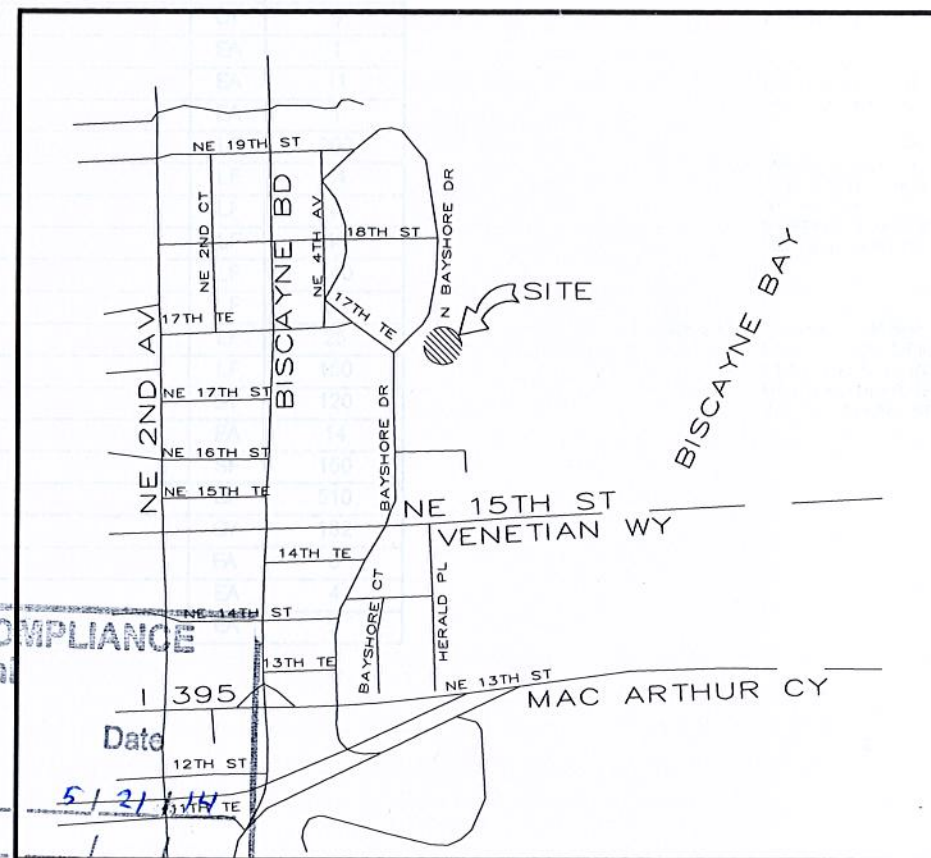 NE 19TH ST
NE 2ND CT
BISCAYNE BD
NE 4TH AV
18TH ST
N BAYSHORE DR
SITE
BISCAYNE BAY
17TH TE
17TH TE
NE 2ND AV
NE 17TH ST
BAYSHORE DR
NE 16TH ST
NE 15TH TE
NE 15TH ST
VENETIAN WY
14TH TE
BAYSHORE CT
HERALD PL
NE 14TH ST
OMPLIANCE
13TH TE
NE 13TH ST
MAC ARTHUR CY
I 395
Date
12TH ST
5/21/14
11TH TE